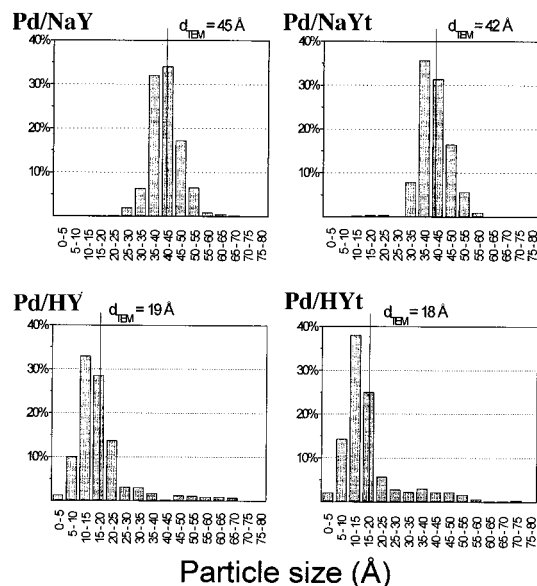 Pd/NaY
d_TEM = 45 Å
40%
30%
20%
10%
0 - 5
5 - 10
10 - 15
15 - 20
20 - 25
25 - 30
30 - 35
35 - 40
40 - 45
45 - 50
50 - 55
55 - 60
60 - 65
65 - 70
75 - 80
Pd/NaYt
d_TEM = 42 Å
40%
30%
20%
10%
0 - 5
5 - 10
10 - 15
15 - 20
20 - 25
25 - 30
30 - 35
35 - 40
40 - 45
45 - 50
50 - 55
55 - 60
60 - 65
65 - 70
75 - 80
Pd/HY
d_TEM = 19 Å
40%
30%
20%
10%
0 - 5
5 - 10
10 - 15
15 - 20
20 - 25
25 - 30
30 - 35
35 - 40
40 - 45
45 - 50
50 - 55
55 - 60
60 - 65
65 - 70
75 - 80
Pd/HYt
d_TEM = 18 Å
40%
30%
20%
10%
0 - 5
5 - 10
10 - 15
15 - 20
20 - 25
25 - 30
30 - 35
35 - 40
40 - 45
45 - 50
50 - 55
55 - 60
60 - 65
65 - 70
75 - 80
Particle size (Å)